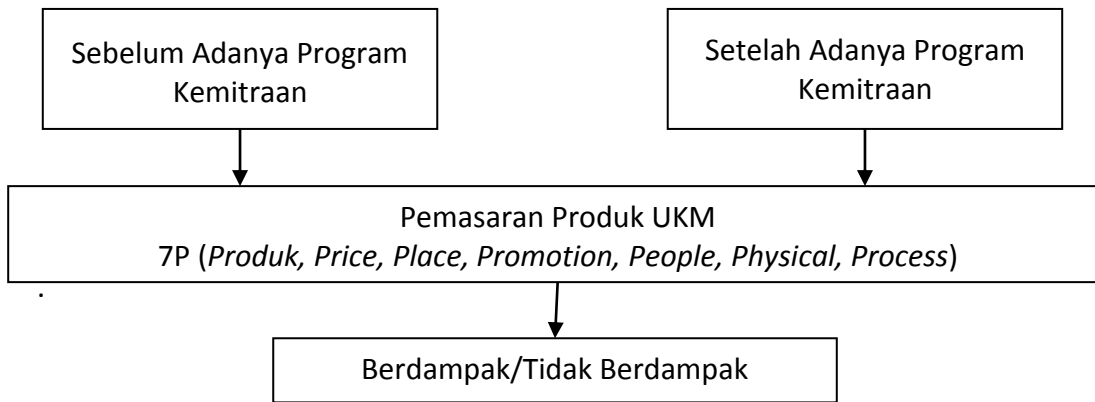 Sebelum Adanya Program
Kemitraan
Setelah Adanya Program
Kemitraan
Pemasaran Produk UKM
7P (Produk, Price, Place, Promotion, People, Physical, Process)
.
Berdampak/Tidak Berdampak